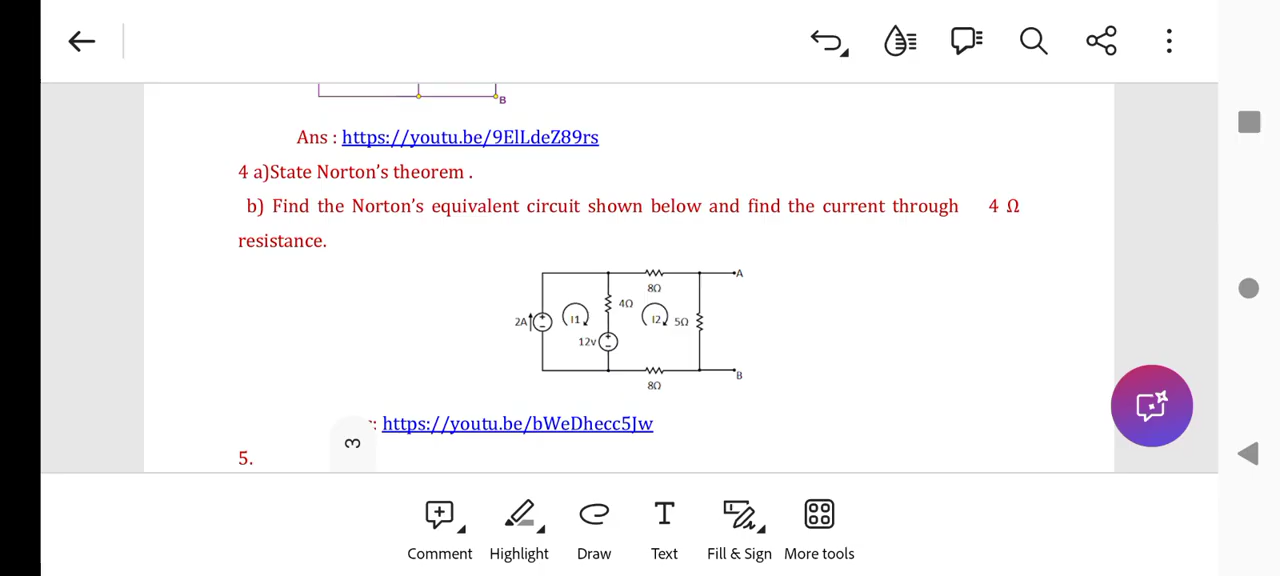 B
Ans : https://youtu.be/9ElLdeZ89rs
4 a)State Norton's theorem .
b) Find the Norton's equivalent circuit shown below and find the current through 4 Ω
resistance.
A
8Ω
4Ω
2A
I1
I2
5Ω
12v
B
8Ω
: https://youtu.be/bWeDhecc5Jw
3
5.
Comment
Highlight
Draw
T
Text
Fill & Sign
More tools